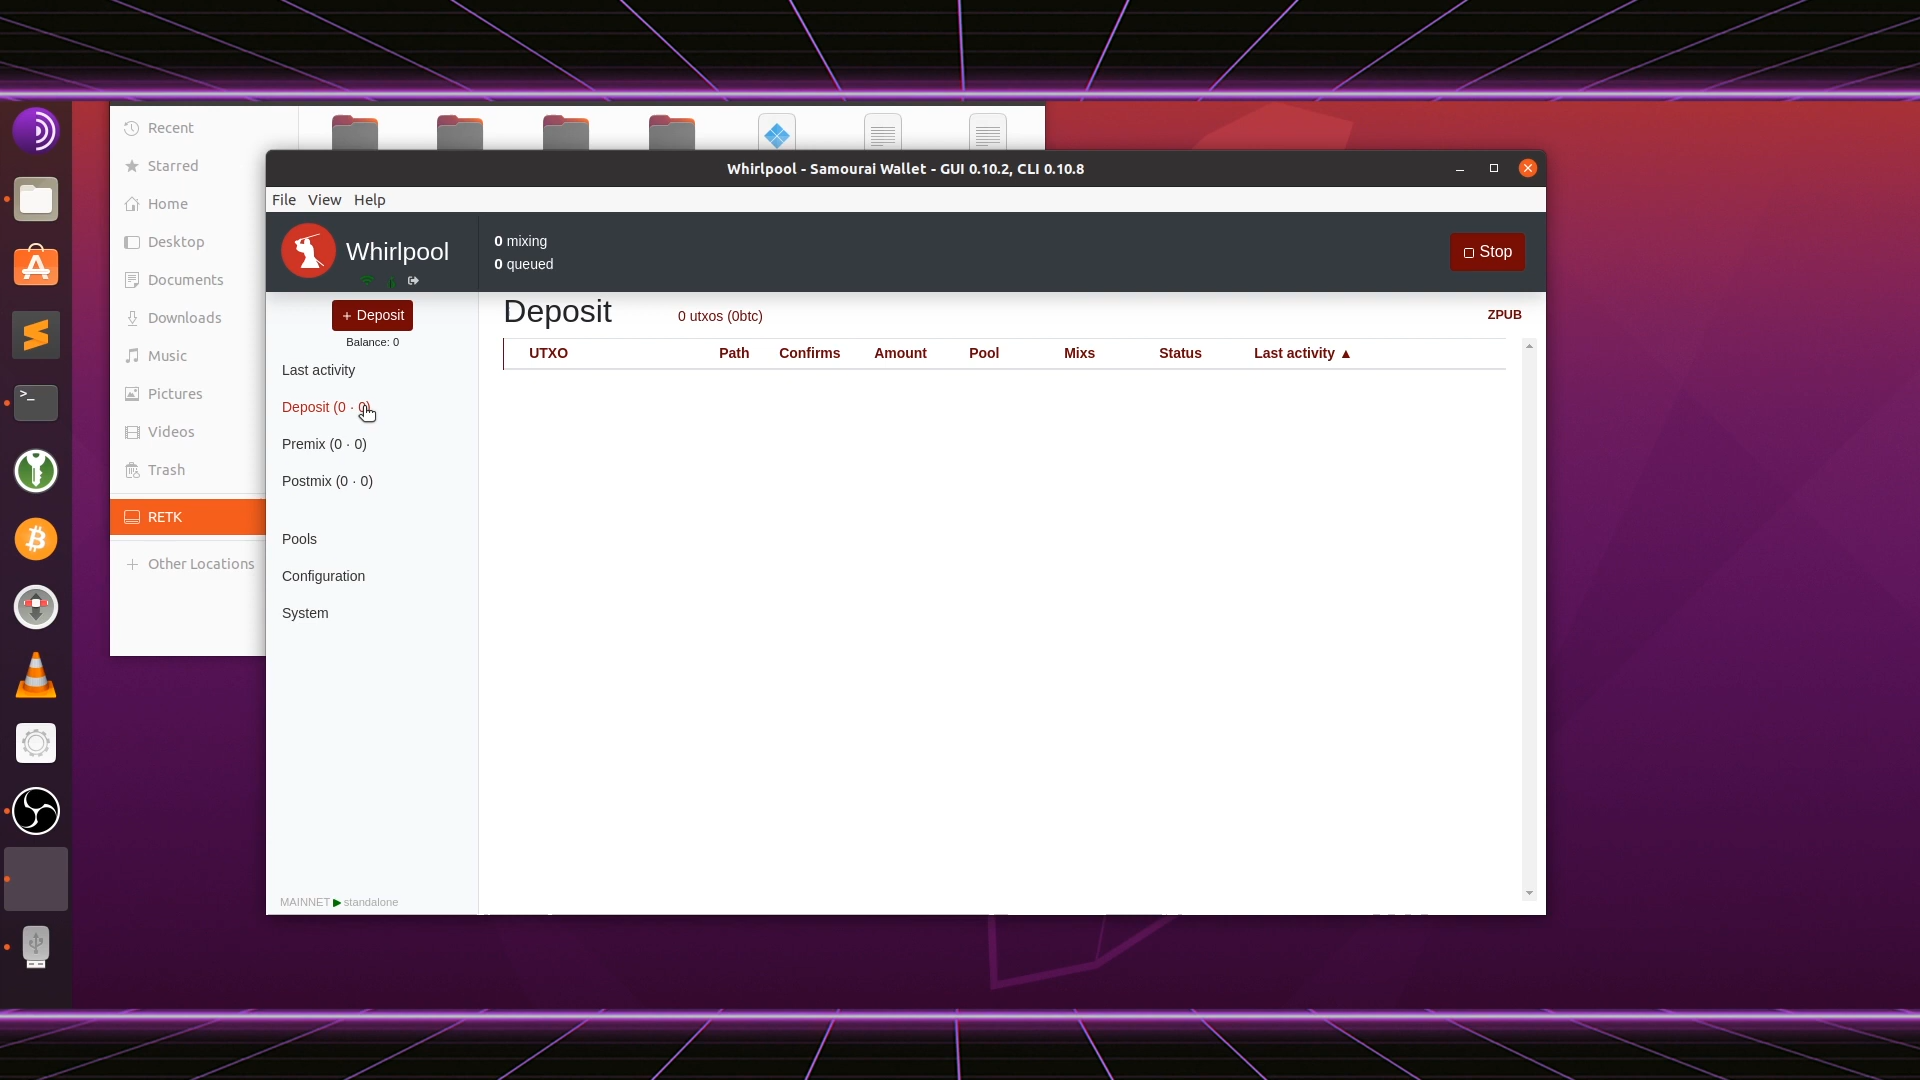 Recent
Starred
Home
Desktop
Documents
Downloads
Music
Pictures
Videos
Trash
RETK
Other Locations
Whirlpool - Samourai Wallet - GUI 0.10.2, CLI 0.10.8
File View Help
Whirlpool
0 mixing
0 queued
Stop
+ Deposit
Balance: 0
Last activity
Deposit (0 · 0)
Premix (0 · 0)
Postmix (0 · 0)
Pools
Configuration
System
MAINNET ▶ standalone
Deposit 0 utxos (0btc) ZPUB
UTXO Path Confirms Amount Pool Mixs Status Last activity ▲